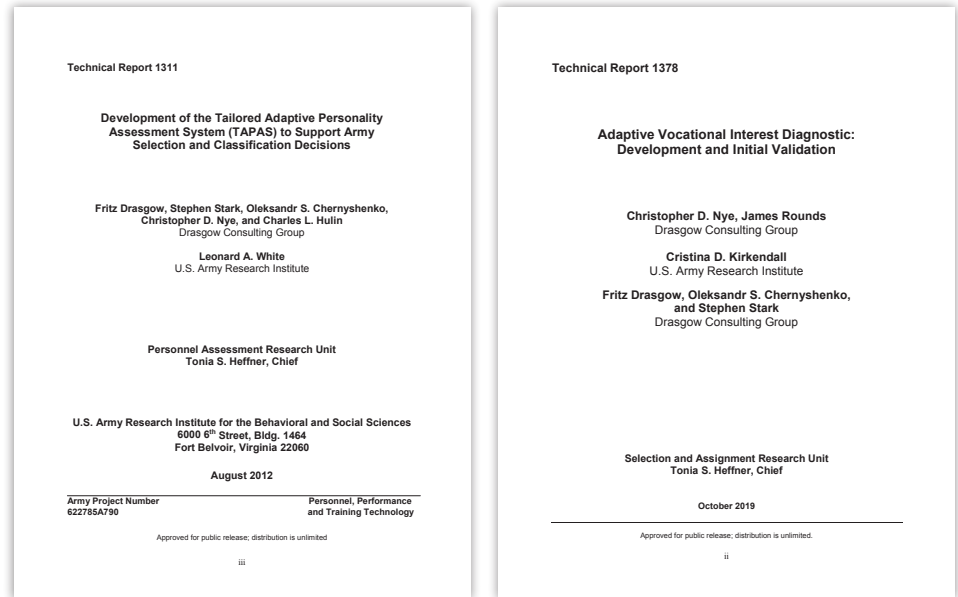 Technical Report 1311
Development of the Tailored Adaptive Personality
Assessment System (TAPAS) to Support Army
Selection and Classification Decisions
Fritz Drasgow, Stephen Stark, Oleksandr S. Chernyshenko,
Christopher D. Nye, and Charles L. Hulin
Drasgow Consulting Group
Leonard A. White
U.S. Army Research Institute
Personnel Assessment Research Unit
Tonia S. Heffner, Chief
U.S. Army Research Institute for the Behavioral and Social Sciences
6000 6th Street, Bldg. 1464
Fort Belvoir, Virginia 22060
August 2012
Army Project Number
622785A790
Personnel, Performance
and Training Technology
Approved for public release; distribution is unlimited
iii
Technical Report 1378
Adaptive Vocational Interest Diagnostic:
Development and Initial Validation
Christopher D. Nye, James Rounds
Drasgow Consulting Group
Cristina D. Kirkendall
U.S. Army Research Institute
Fritz Drasgow, Oleksandr S. Chernyshenko,
and Stephen Stark
Drasgow Consulting Group
Selection and Assignment Research Unit
Tonia S. Heffner, Chief
October 2019
Approved for public release; distribution is unlimited.
ii